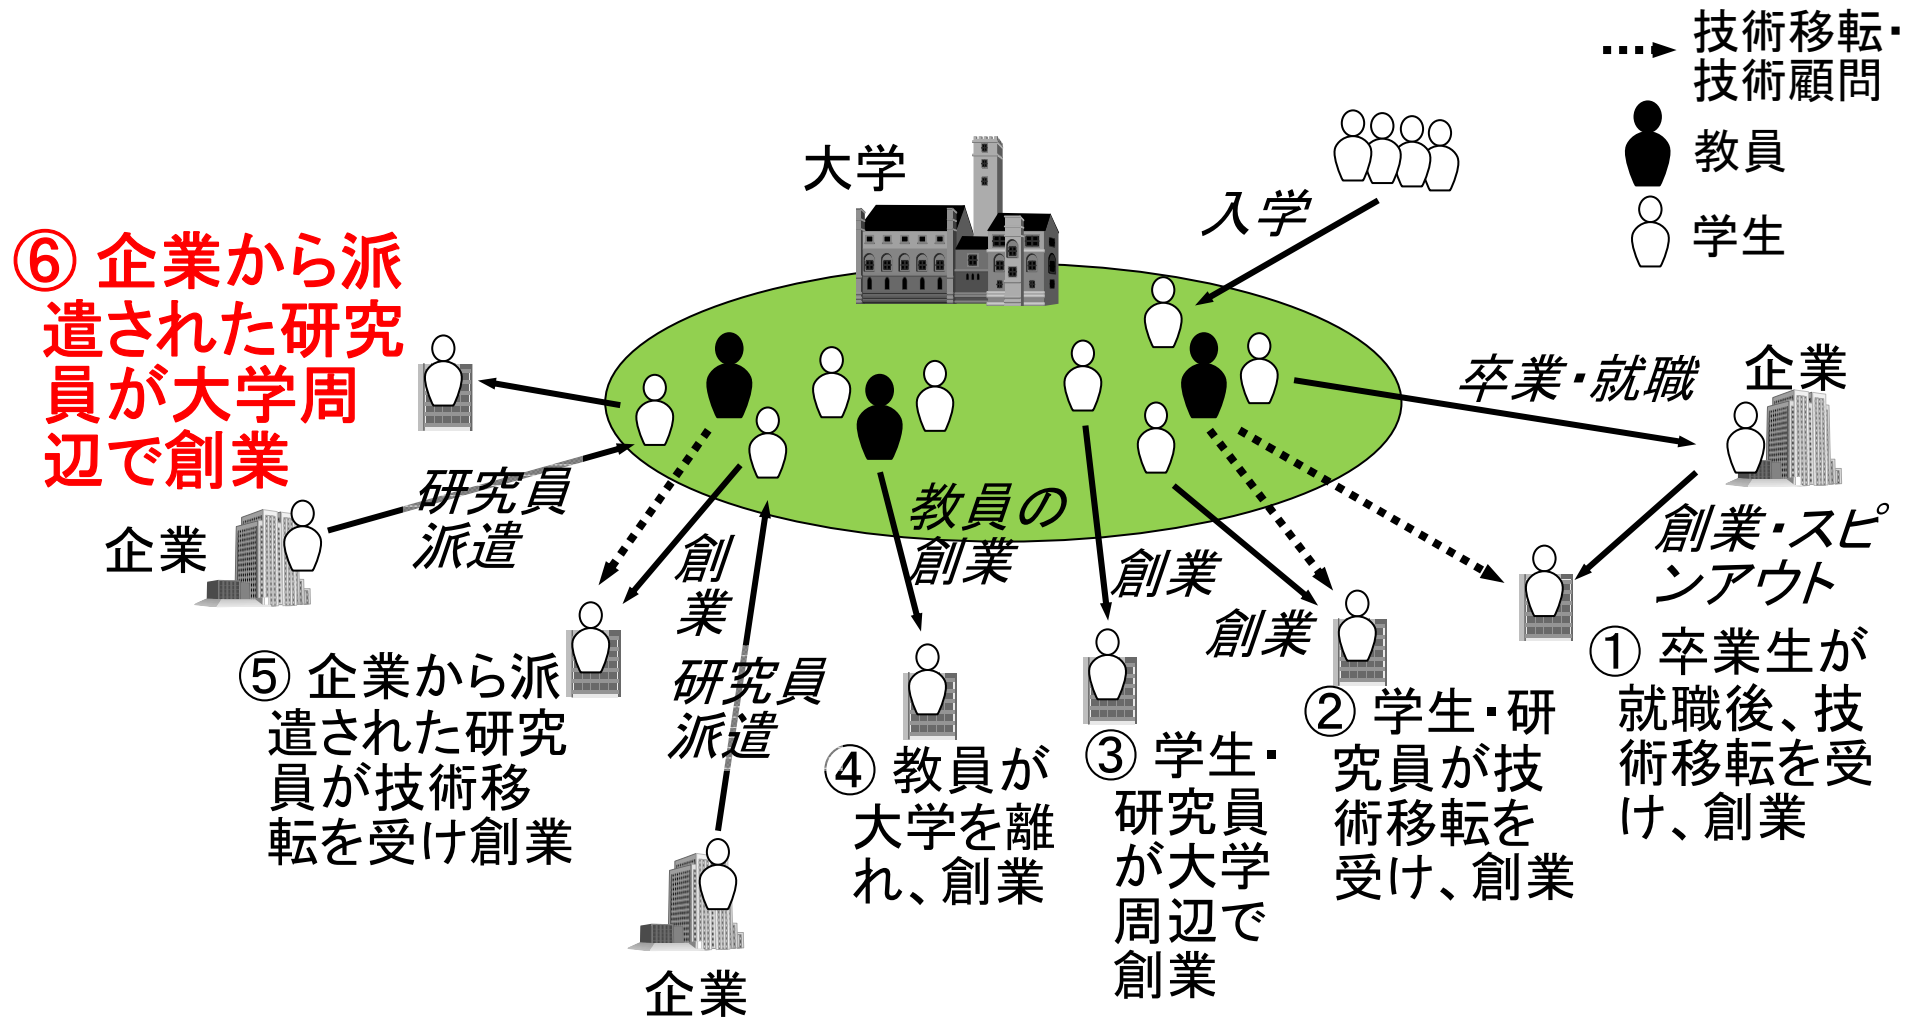 技術移転・
技術顧問
教員
学生
大学
入学
⑥ 企業から派
遣された研究
員が大学周
辺で創業
卒業・就職
企業
研究員
派遣
企業
教員の
創業
創
業
創業
創業
創業・スピ
ンアウト
研究員
派遣
① 卒業生が
就職後、技
術移転を受
け、創業
② 学生・研
究員が技
術移転を
受け、創業
③ 学生・
研究員
が大学
周辺で
創業
④ 教員が
大学を離
れ、創業
⑤ 企業から派
遣された研究
員が技術移
転を受け創業
企業